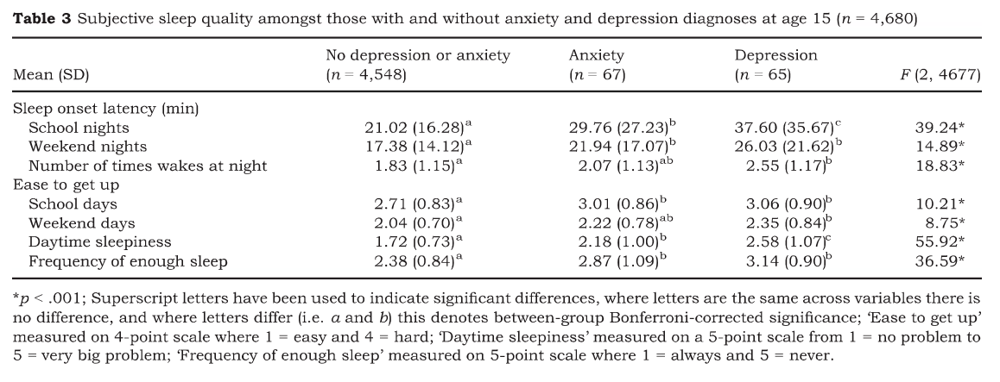 Table 3 Subjective sleep quality amongst those with and without anxiety and depression diagnoses at age 15 (n = 4,680)
Mean (SD) No depression or anxiety (n = 4,548) Anxiety (n = 67) Depression (n = 65) F (2, 4677)
Sleep onset latency (min)
School nights 21.02 (16.28)a 29.76 (27.23)b 37.60 (35.67)c 39.24*
Weekend nights 17.38 (14.12)a 21.94 (17.07)b 26.03 (21.62)b 14.89*
Number of times wakes at night 1.83 (1.15)a 2.07 (1.13)ab 2.55 (1.17)b 18.83*
Ease to get up
School days 2.71 (0.83)a 3.01 (0.86)b 3.06 (0.90)b 10.21*
Weekend days 2.04 (0.70)a 2.22 (0.78)ab 2.35 (0.84)b 8.75*
Daytime sleepiness 1.72 (0.73)a 2.18 (1.00)b 2.58 (1.07)c 55.92*
Frequency of enough sleep 2.38 (0.84)a 2.87 (1.09)b 3.14 (0.90)b 36.59*
*p < .001; Superscript letters have been used to indicate significant differences, where letters are the same across variables there is
no difference, and where letters differ (i.e. a and b) this denotes between-group Bonferroni-corrected significance; 'Ease to get up'
measured on 4-point scale where 1 = easy and 4 = hard; 'Daytime sleepiness' measured on a 5-point scale from 1 = no problem to
5 = very big problem; 'Frequency of enough sleep' measured on 5-point scale where 1 = always and 5 = never.